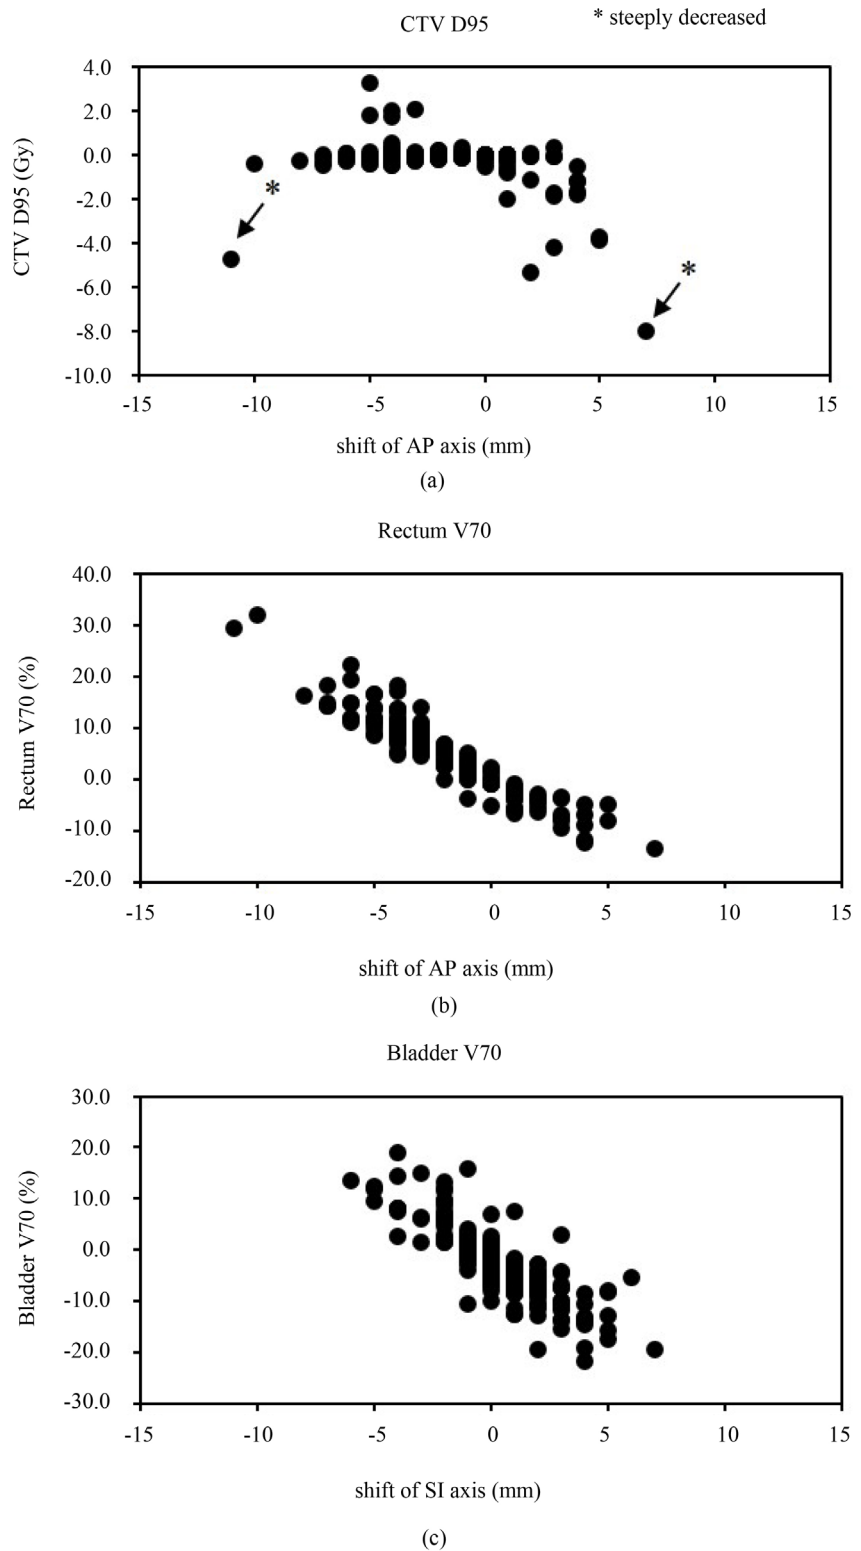 CTV D95
* steeply decreased
4.0
2.0
0.0
-2.0
-4.0
-6.0
-8.0
-10.0
CTV D95 (Gy)
*
*
-15 -10 -5 0 5 10 15
shift of AP axis (mm)
(a)
Rectum V70
40.0
30.0
20.0
10.0
0.0
-10.0
-20.0
Rectum V70 (%)
-15 -10 -5 0 5 10 15
shift of AP axis (mm)
(b)
Bladder V70
30.0
20.0
10.0
0.0
-10.0
-20.0
-30.0
Bladder V70 (%)
-15 -10 -5 0 5 10 15
shift of SI axis (mm)
(c)